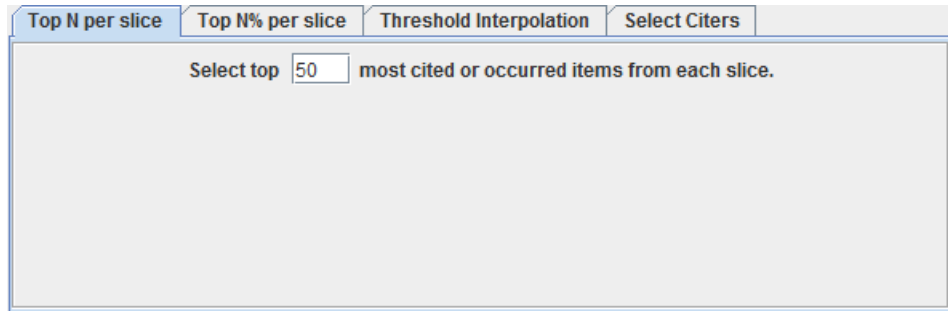 Top N per slice Top N% per slice Threshold Interpolation Select Citers
Select top 50 most cited or occurred items from each slice.